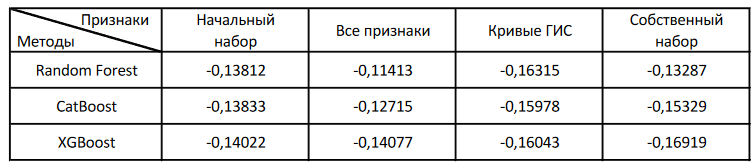 Признаки
Методы
Начальный
набор
Все признаки
Кривые ГИС
Собственный
набор
Random Forest -0,13812 -0,11413 -0,16315 -0,13287
CatBoost -0,13833 -0,12715 -0,15978 -0,15329
XGBoost -0,14022 -0,14077 -0,16043 -0,16919